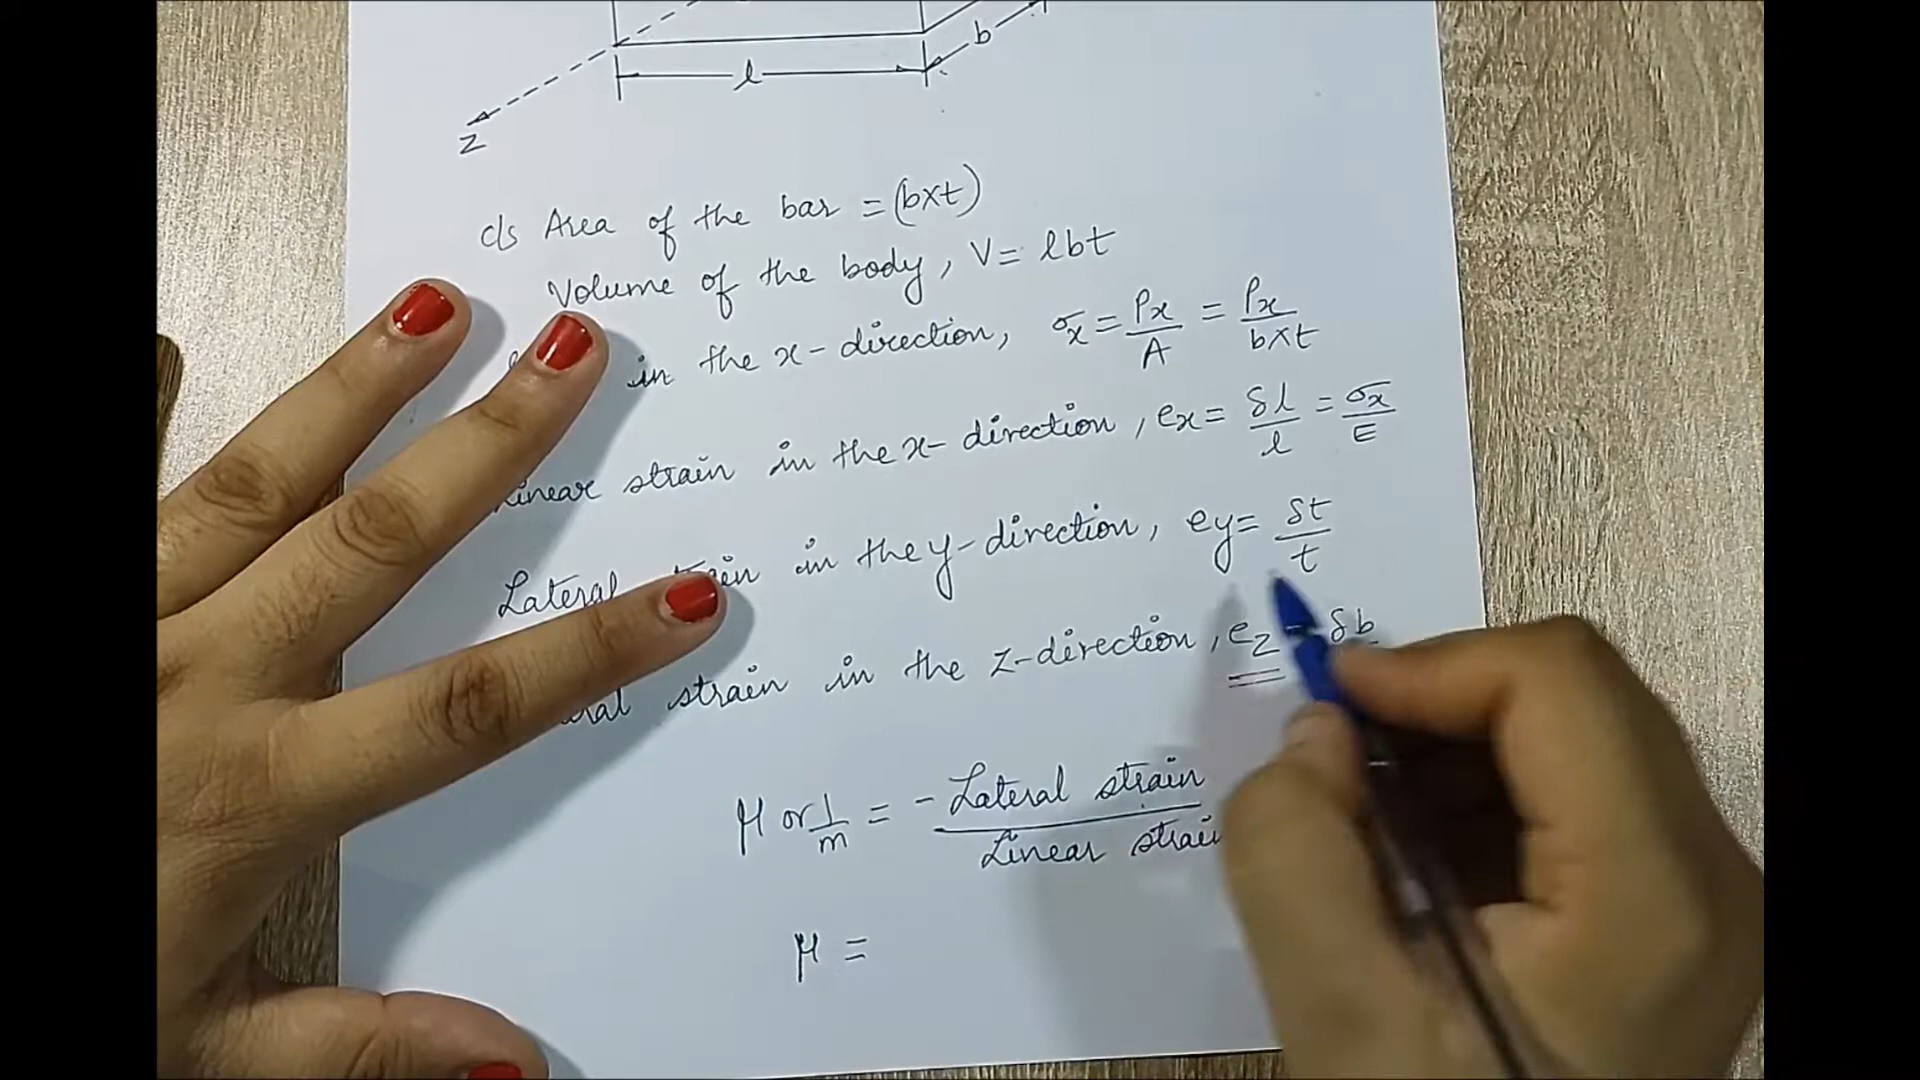 b
l
z
c/s Area of the bar = (b×t)
Volume of the body, V = lbt
in the x-direction, σx = Px/A = Px/b×t
Linear strain in the x-direction, ex = δl/l = σx/E
Lateral in the y-direction, ey = δt/t
strain in the z-direction, ez δb
μ or 1/m = - Lateral strain/Linear
μ =